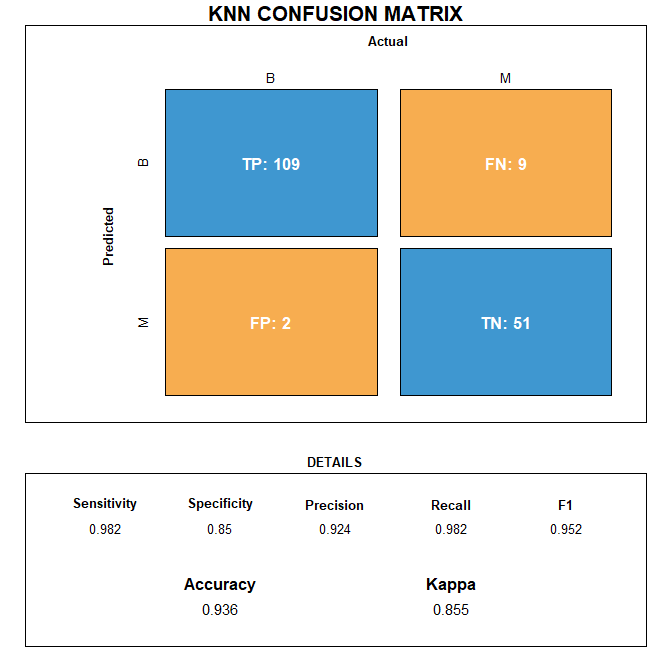 KNN CONFUSION MATRIX
Actual
B M
B
TP: 109 FN: 9
Predicted
M
FP: 2 TN: 51
DETAILS
Sensitivity Specificity Precision Recall F1
0.982 0.85 0.924 0.982 0.952
Accuracy Kappa
0.936 0.855